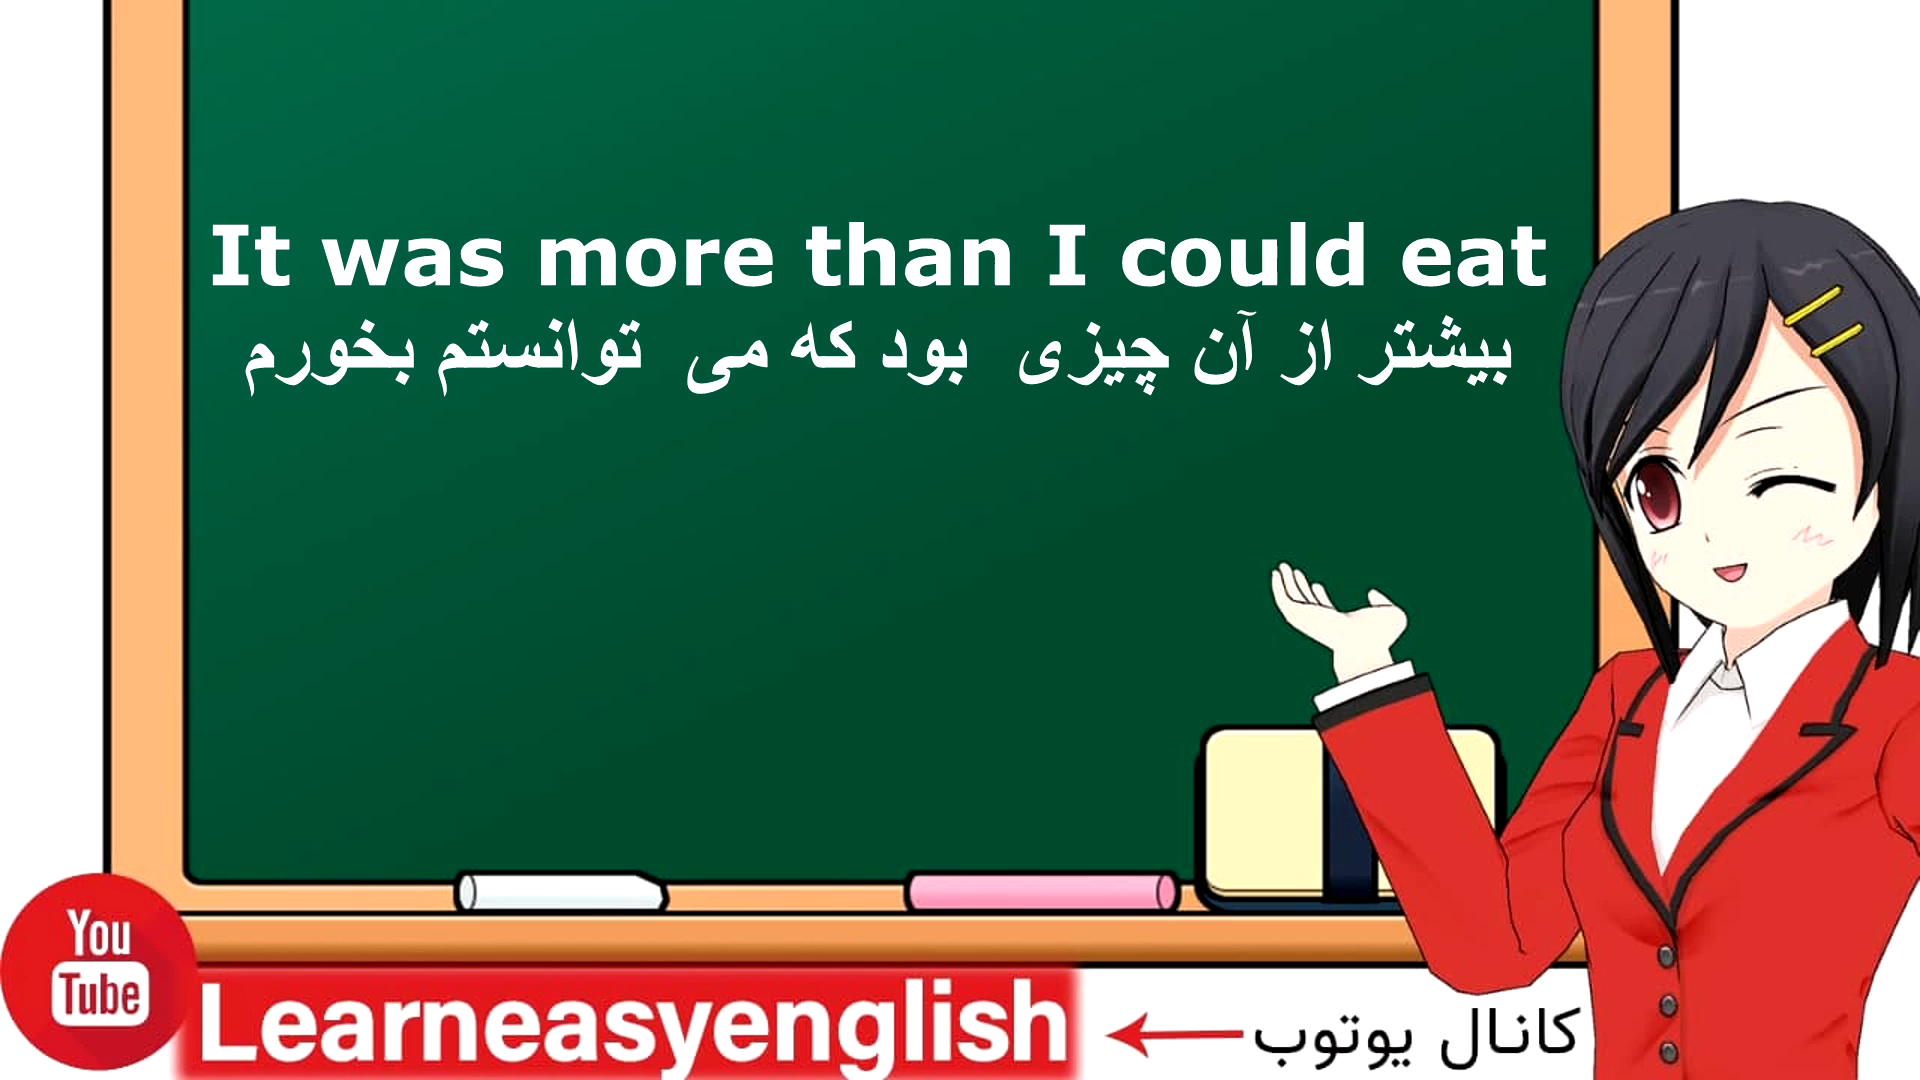 It was more than I could eat
بیشتر از آن چیزی بود که می توانستم بخورم
You
Tube
Learneasyenglish
کانال یوتوب